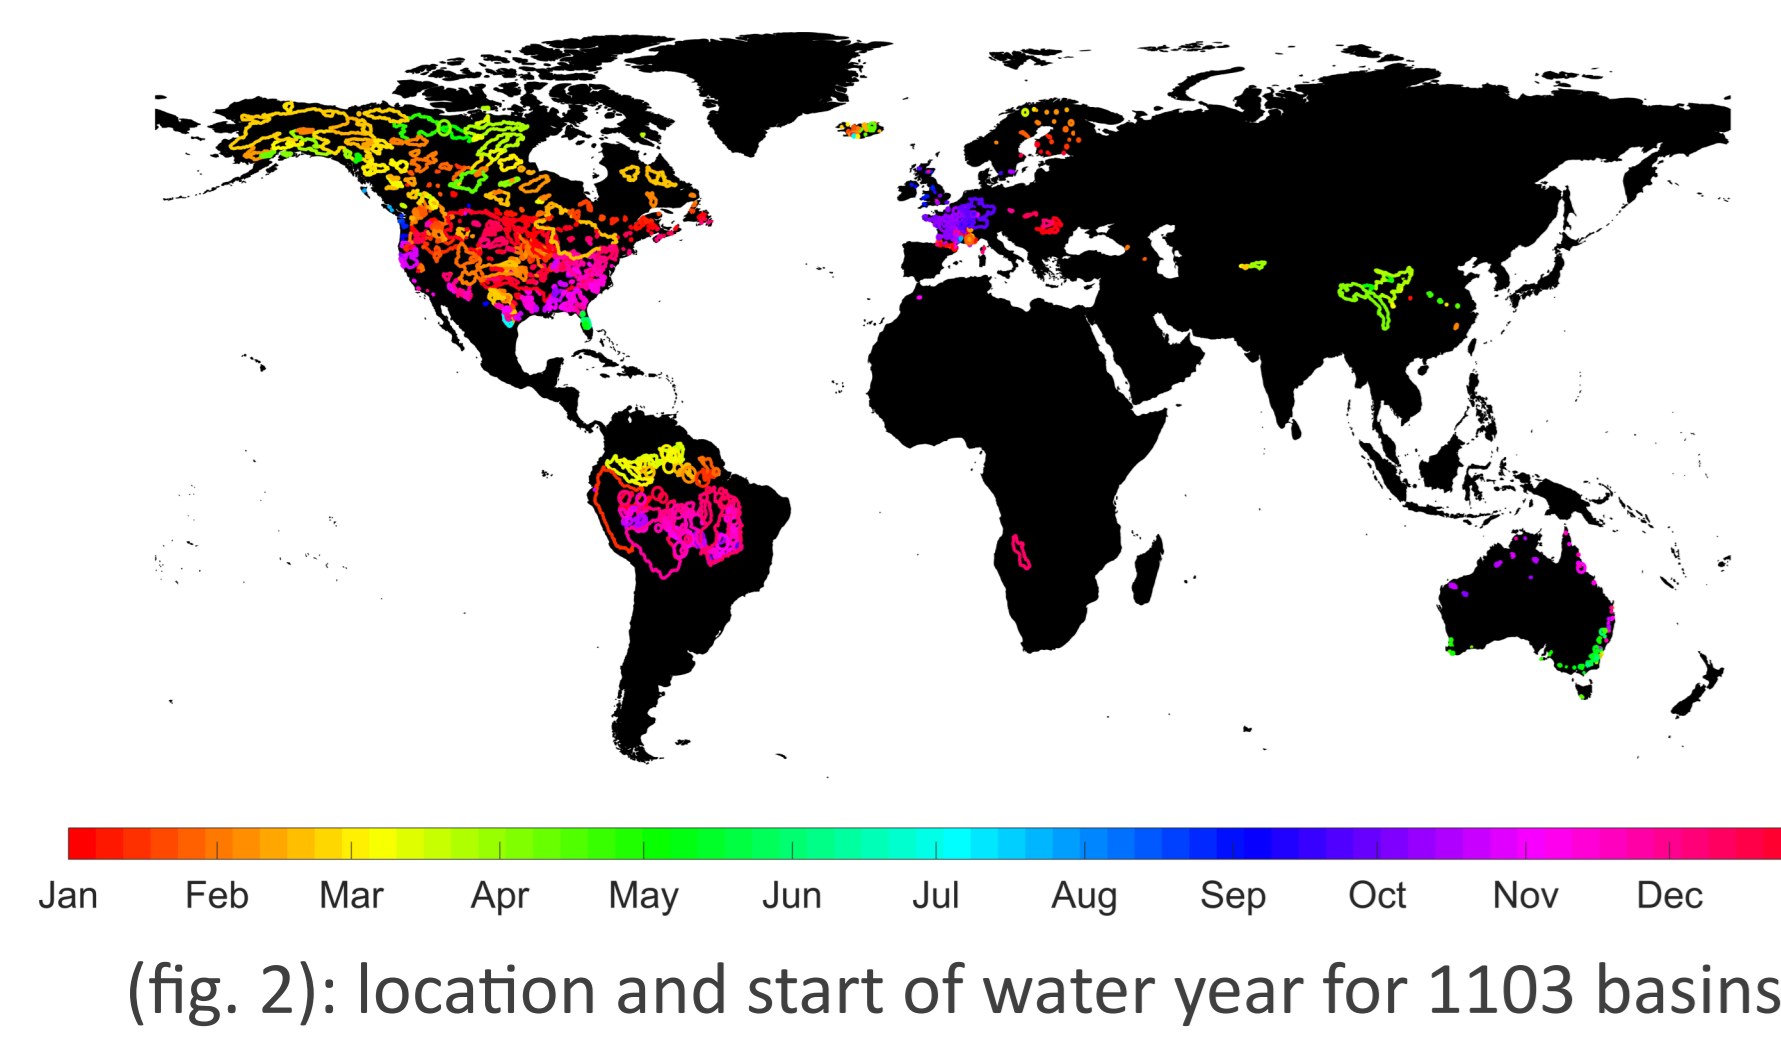 Jan Feb Mar Apr May Jun Jul Aug Sep Oct Nov Dec
(fig. 2): location and start of water year for 1103 basins